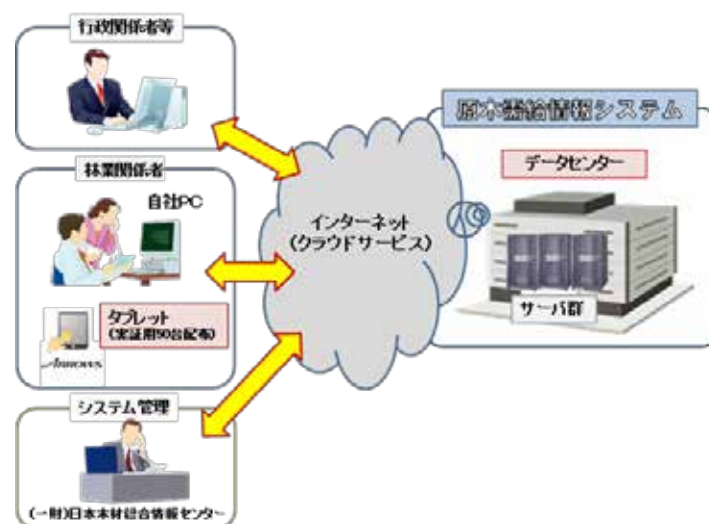 行政関係者等
林業関係者
自社PC
タブレット
(実証用90台配布)
システム管理
(一財)日本木材総合情報センター
インターネット
(クラウドサービス)
原木需給情報システム
データセンター
サーバ群